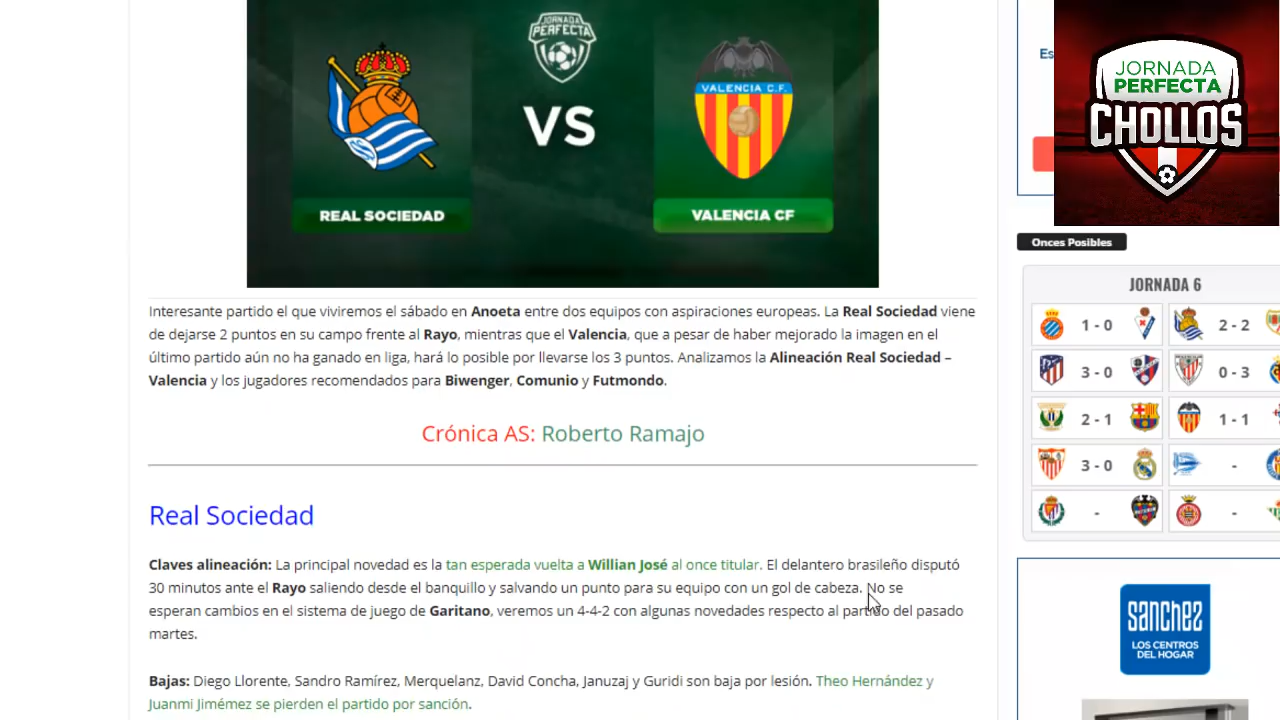 JORNADA
PERFECTA
VS
VALENCIA C.F.
REAL SOCIEDAD
VALENCIA CF
Interesante partido el que viviremos el sábado en Anoeta entre dos equipos con aspiraciones europeas. La Real Sociedad viene
de dejarse 2 puntos en su campo frente al Rayo, mientras que el Valencia, que a pesar de haber mejorado la imagen en el
último partido aún no ha ganado en liga, hará lo posible por llevarse los 3 puntos. Analizamos la Alineación Real Sociedad –
Valencia y los jugadores recomendados para Biwenger, Comunio y Futmondo.
Crónica AS: Roberto Ramajo
Real Sociedad
Claves alineación: La principal novedad es la tan esperada vuelta a Willian José al once titular. El delantero brasileño disputó
30 minutos ante el Rayo saliendo desde el banquillo y salvando un punto para su equipo con un gol de cabeza. No se
esperan cambios en el sistema de juego de Garitano, veremos un 4-4-2 con algunas novedades respecto al partido del pasado
martes.
Bajas: Diego Llorente, Sandro Ramírez, Merquelanz, David Concha, Januzaj y Guridi son baja por lesión. Theo Hernández y
Juanmi Jimémez se pierden el partido por sanción.
Es
JORNADA
PERFECTA
CHOLLOS
Onces Posibles
JORNADA 6
1 - 0
2 - 2
3 - 0
0 - 3
2 - 1
1 - 1
3 - 0
-
-
-
sanchez
LOS CENTROS
DEL HOGAR